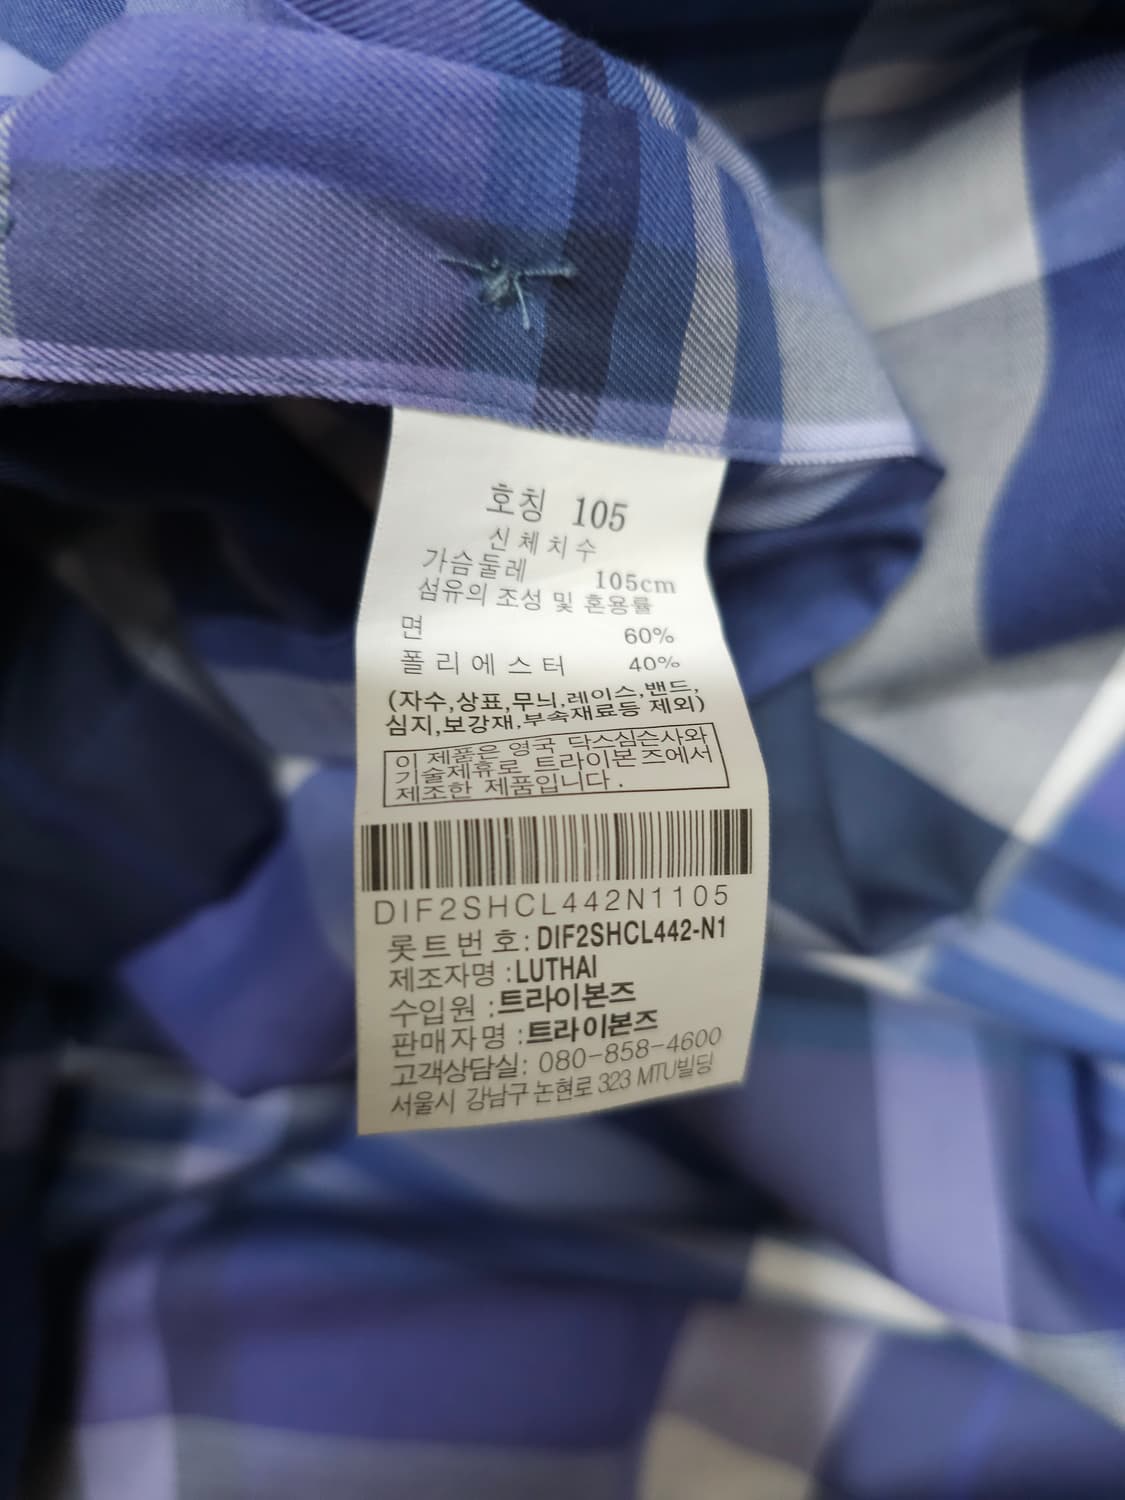 호칭 105
신체치수
가슴둘레 105cm
섬유의 조성 및 혼용률
면 60%
폴리에스터 40%
(자수,상표,무늬,레이스,밴드,
심지,보강재,부속재료등 제외)
이 제품은 영국 닥스심슨사와
기술제휴로 트라이본즈에서
제조한 제품입니다.
DIF2SHCL442N1105
롯트번호:DIF2SHCL442-N1
제조자명:LUTHAI
수입원:트라이본즈
판매자명:트라이본즈
고객상담실: 080-858-4600
서울시 강남구 논현로 323 MTU빌딩